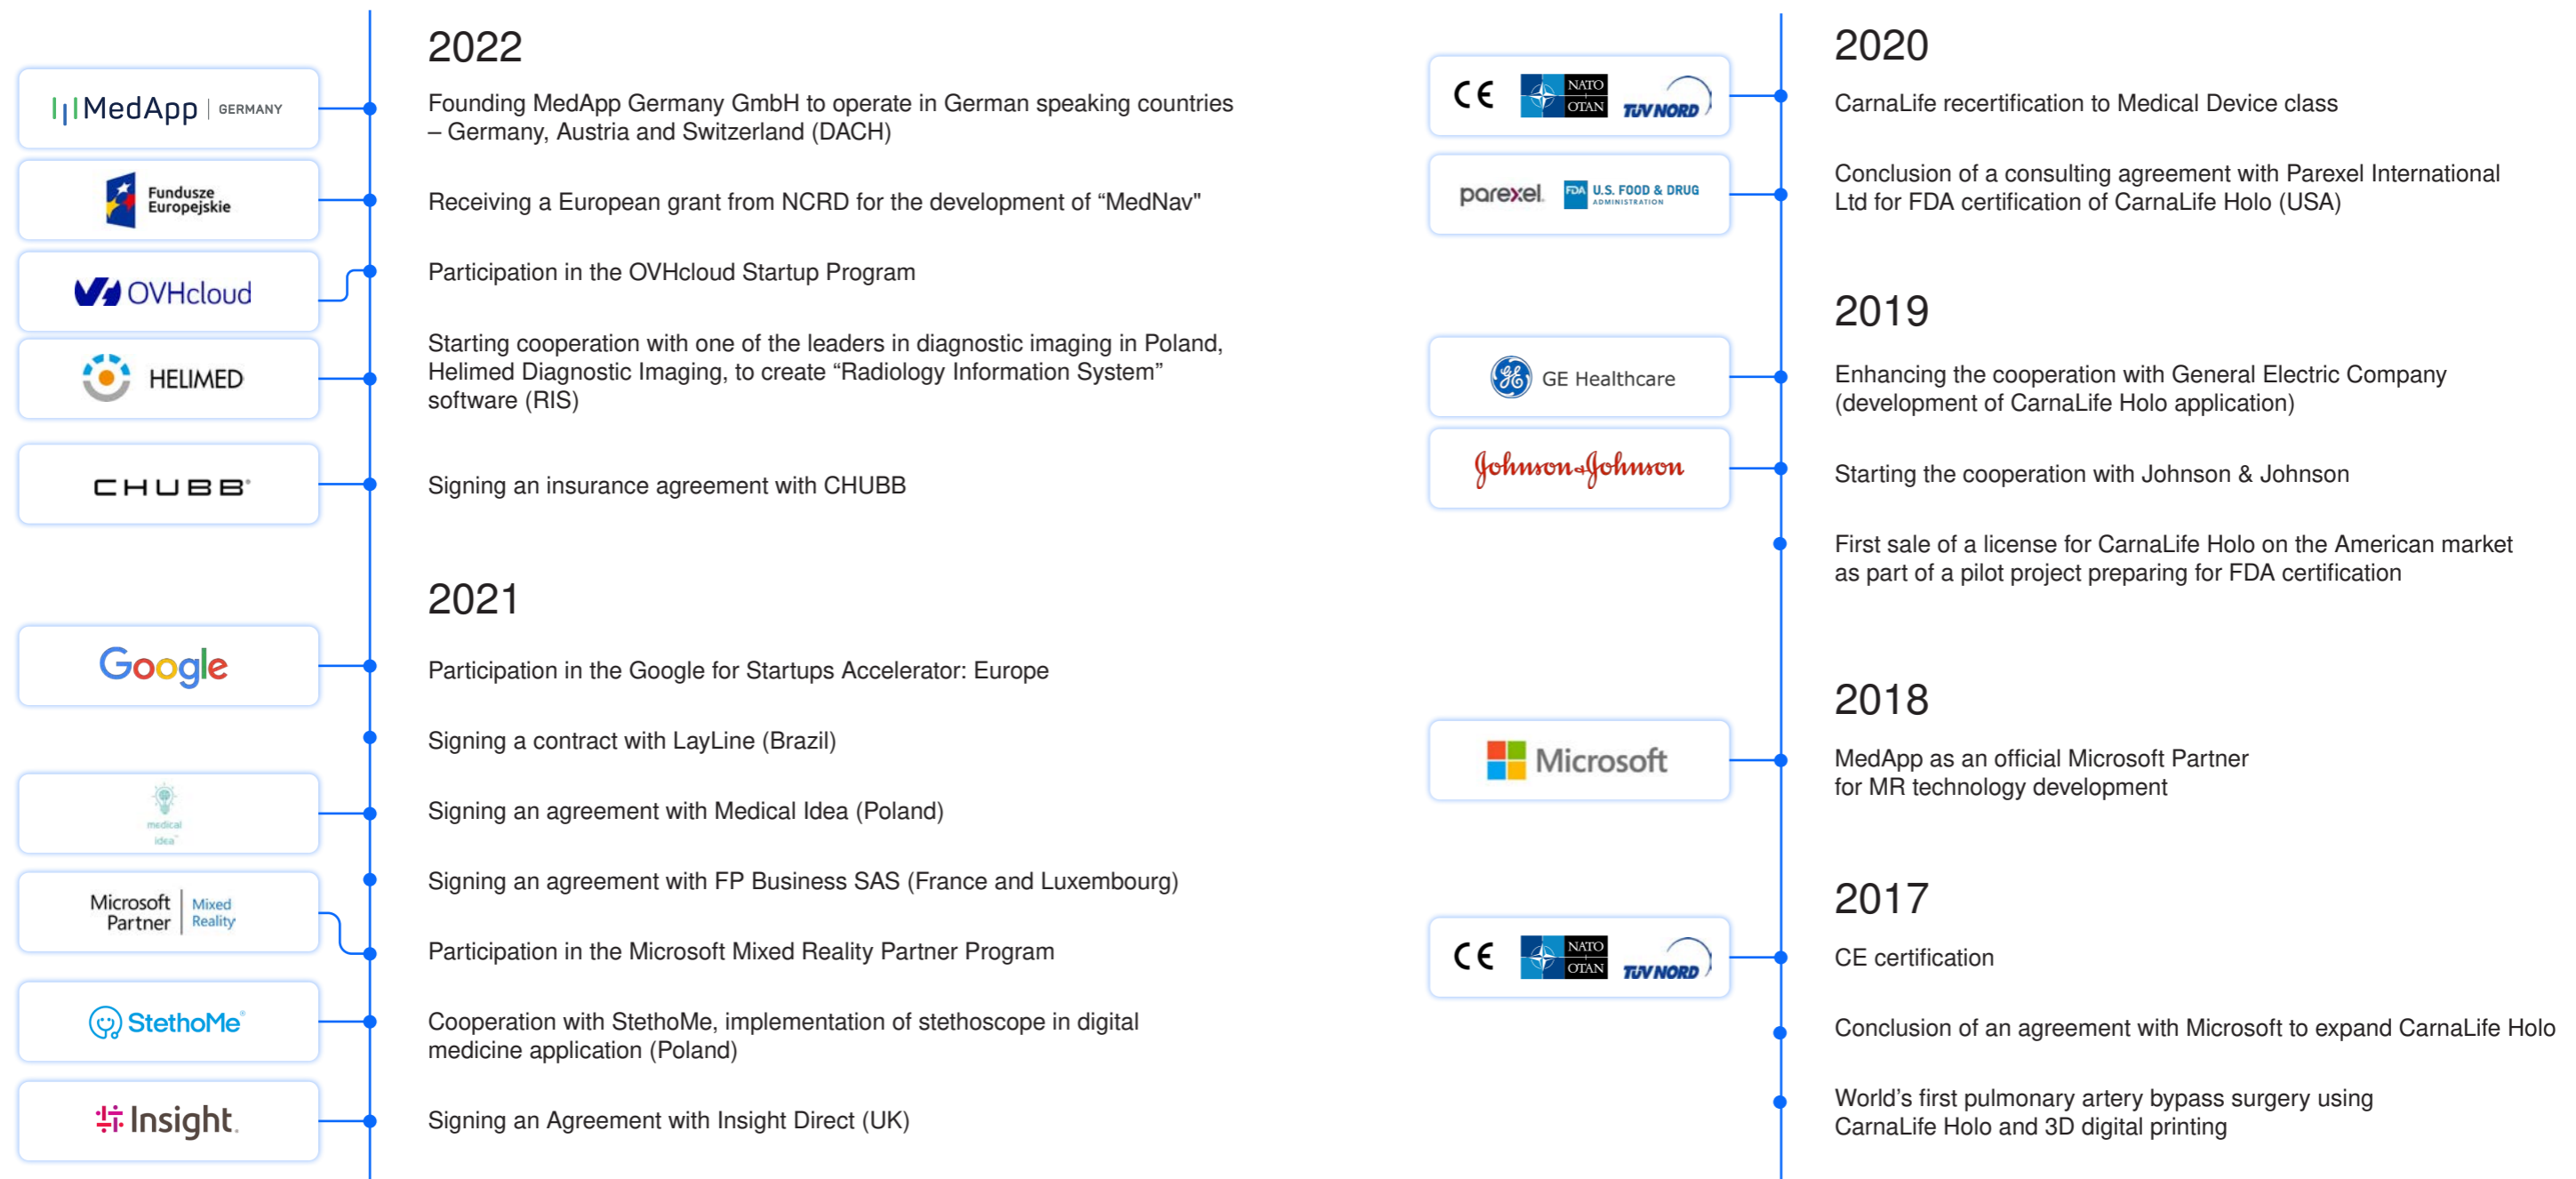 2022
MedApp | GERMANY
Founding MedApp Germany GmbH to operate in German speaking countries
– Germany, Austria and Switzerland (DACH)
Fundusze
Europejskie
Receiving a European grant from NCRD for the development of “MedNav"
OVHcloud
Participation in the OVHcloud Startup Program
HELIMED
Starting cooperation with one of the leaders in diagnostic imaging in Poland,
Helimed Diagnostic Imaging, to create “Radiology Information System”
software (RIS)
CHUBB®
Signing an insurance agreement with CHUBB
2021
Google
Participation in the Google for Startups Accelerator: Europe
Signing a contract with LayLine (Brazil)
medical
idea™
Signing an agreement with Medical Idea (Poland)
Signing an agreement with FP Business SAS (France and Luxembourg)
Microsoft
Partner
Mixed
Reality
Participation in the Microsoft Mixed Reality Partner Program
StethoMe®
Cooperation with StethoMe, implementation of stethoscope in digital
medicine application (Poland)
Insight.
Signing an Agreement with Insight Direct (UK)
2020
CE
NATO
OTAN
TÜV NORD
CarnaLife recertification to Medical Device class
parexel.
FDA U.S. FOOD & DRUG
ADMINISTRATION
Conclusion of a consulting agreement with Parexel International
Ltd for FDA certification of CarnaLife Holo (USA)
2019
GE GE Healthcare
Enhancing the cooperation with General Electric Company
(development of CarnaLife Holo application)
Johnson & Johnson
Starting the cooperation with Johnson & Johnson
First sale of a license for CarnaLife Holo on the American market
as part of a pilot project preparing for FDA certification
2018
Microsoft
MedApp as an official Microsoft Partner
for MR technology development
2017
CE
NATO
OTAN
TÜV NORD
CE certification
Conclusion of an agreement with Microsoft to expand CarnaLife Holo
World’s first pulmonary artery bypass surgery using
CarnaLife Holo and 3D digital printing